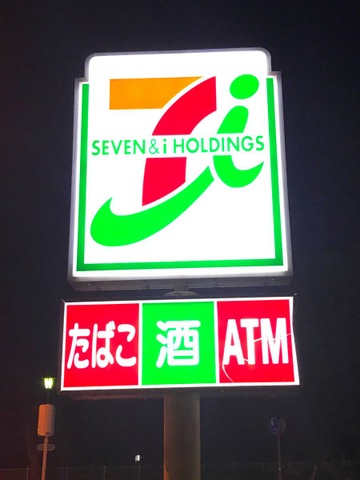 SEVEN&i HOLDINGS
たばこ 酒 ATM